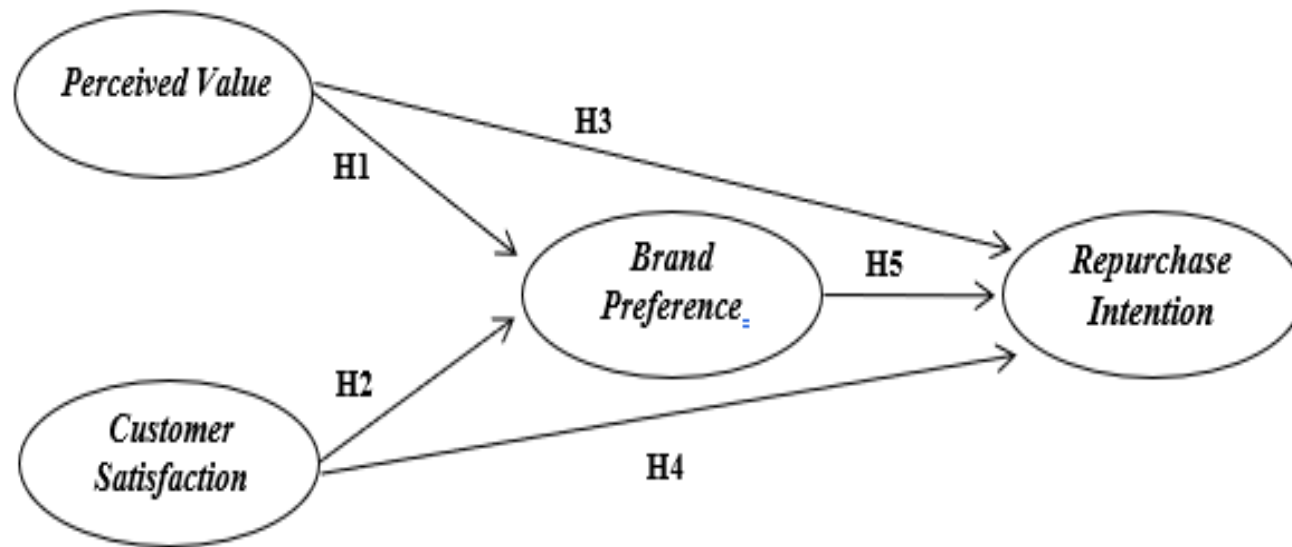 Perceived Value
H3
H1
Brand
Preference
H5
Repurchase
Intention
H2
Customer
Satisfaction
H4